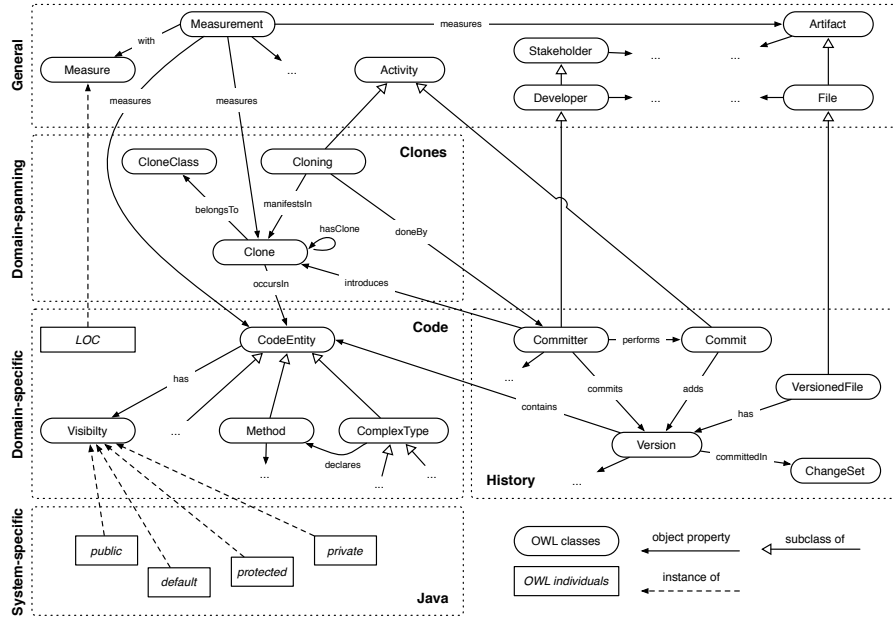 General
Measurement
measures
Artifact
with
Stakeholder
...
...
Measure
...
Activity
measures
measures
Developer
...
...
File
Domain-spanning
Clones
CloneClass
Cloning
belongsTo
manifestsIn
hasClone
doneBy
Clone
occursIn
introduces
Domain-specific
Code
LOC
CodeEntity
Committer
performs
Commit
has
...
commits
adds
VersionedFile
contains
has
Visibilty
...
Method
ComplexType
Version
declares
committedIn
...
...
...
...
ChangeSet
History
System-specific
public
default
protected
private
Java
OWL classes
object property
subclass of
OWL individuals
instance of